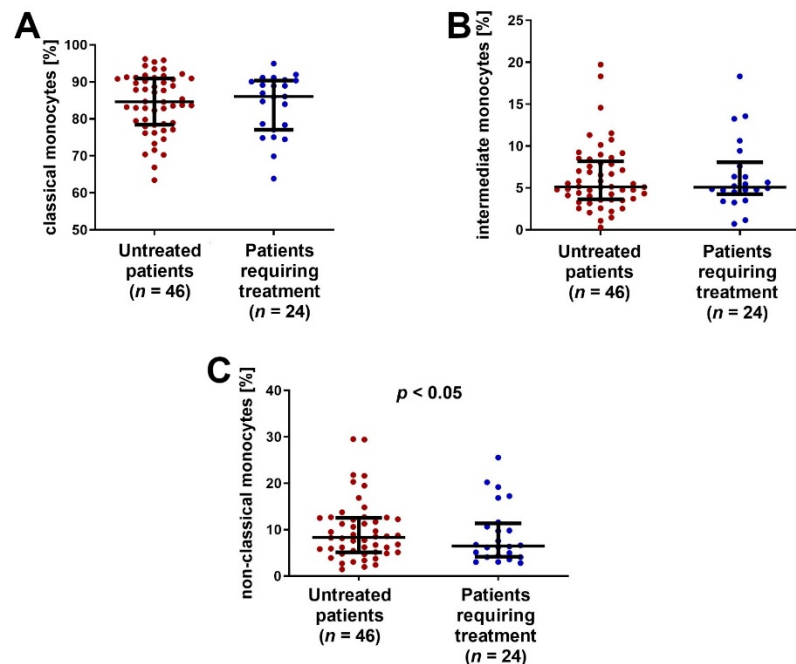 A
classical monocytes [%]
100
90
80
70
60
50
Untreated
patients
(n = 46)
Patients
requiring
treatment
(n = 24)
B
intermediate monocytes [%]
25
20
15
10
5
0
Untreated
patients
(n = 46)
Patients
requiring
treatment
(n = 24)
C
non-classical monocytes [%]
p < 0.05
40
30
20
10
0
Untreated
patients
(n = 46)
Patients
requiring
treatment
(n = 24)